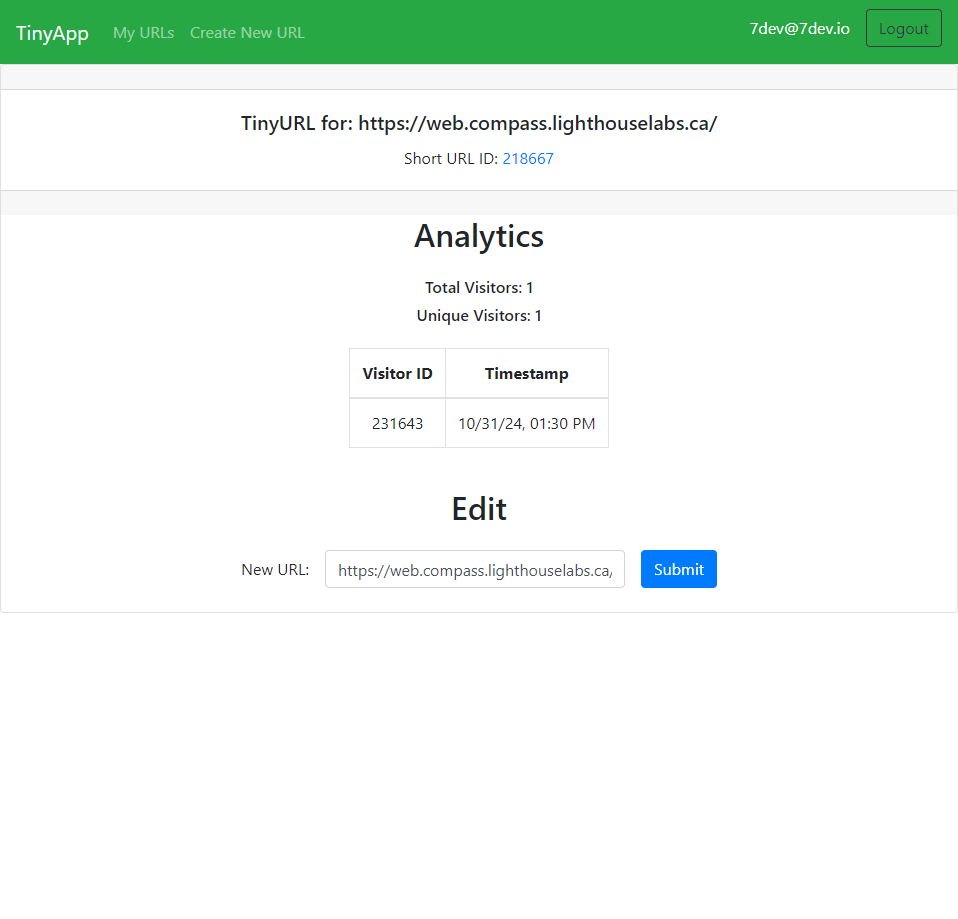 TinyApp My URLs Create New URL 7dev@7dev.io Logout
TinyURL for: https://web.compass.lighthouselabs.ca/
Short URL ID: 218667
Analytics
Total Visitors: 1
Unique Visitors: 1
Visitor ID Timestamp
231643 10/31/24, 01:30 PM
Edit
New URL: https://web.compass.lighthouselabs.ca/ Submit